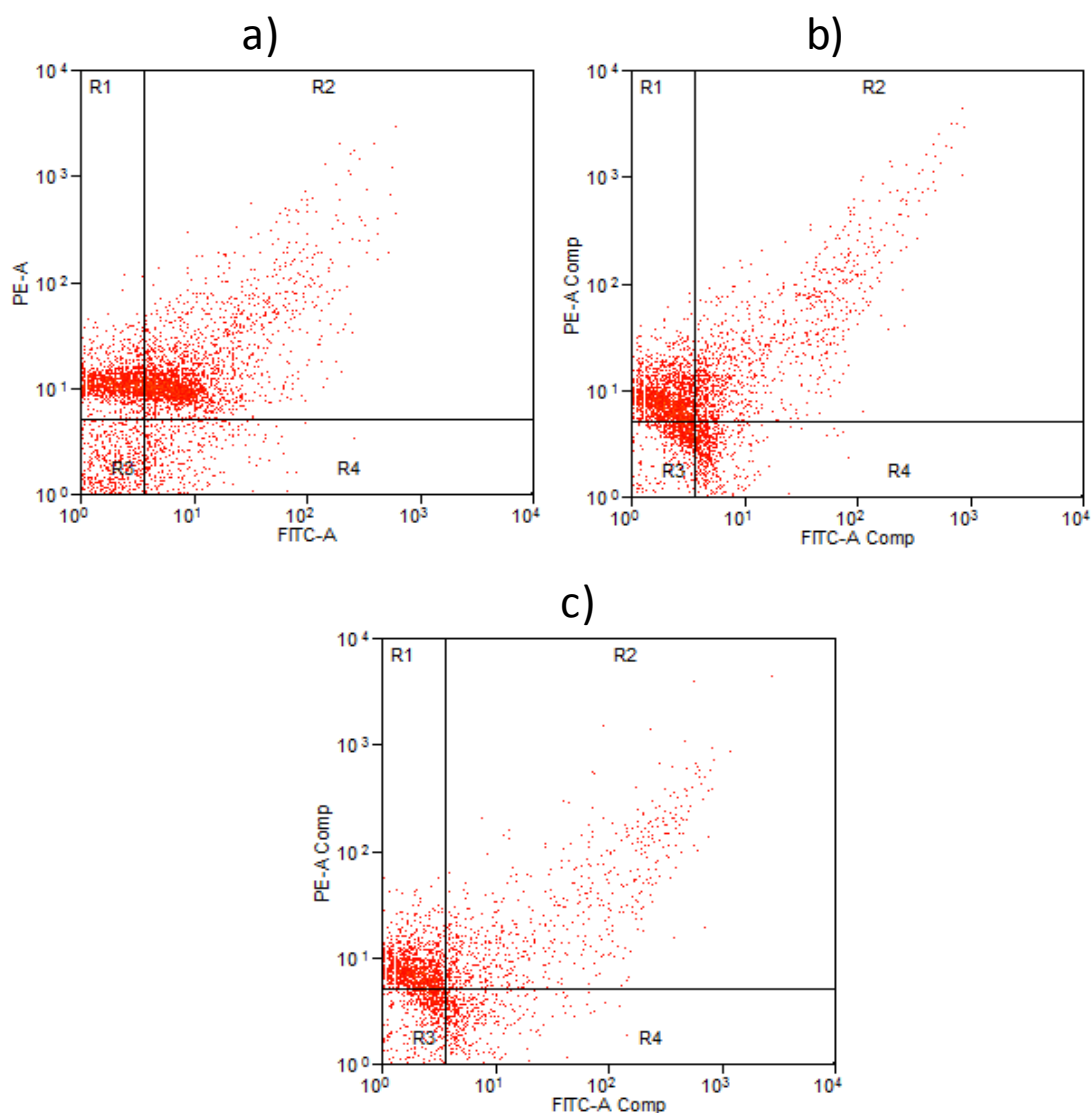 a)
10⁴
R1
R2
10³
PE-A
10²
10¹
R3
R4
10⁰
10⁰
10¹
10²
10³
10⁴
FITC-A
b)
10⁴
R1
R2
10³
PE-A Comp
10²
10¹
R3
R4
10⁰
10⁰
10¹
10²
10³
10⁴
FITC-A Comp
c)
10⁴
R1
R2
10³
PE-A Comp
10²
10¹
R3
R4
10⁰
10⁰
10¹
10²
10³
10⁴
FITC-A Comp